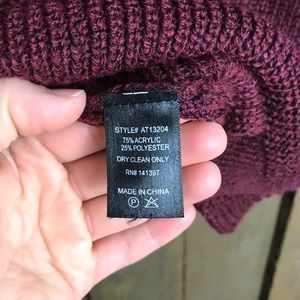 STYLE# AT13204
75% ACRYLIC
25% POLYESTER
DRY CLEAN ONLY
RN# 141397
MADE IN CHINA
P